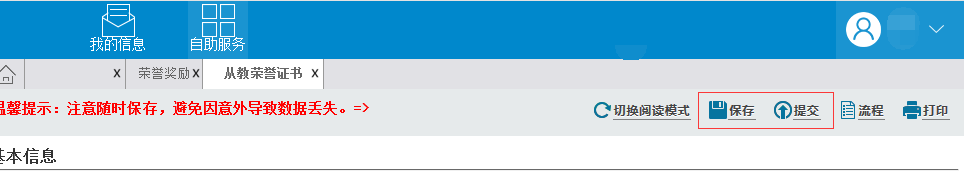 我的信息 自助服务
x 荣誉奖励 x 从教荣誉证书 x
温馨提示：注意随时保存，避免因意外导致数据丢失。=> 切换阅读模式 保存 提交 流程 打印
基本信息